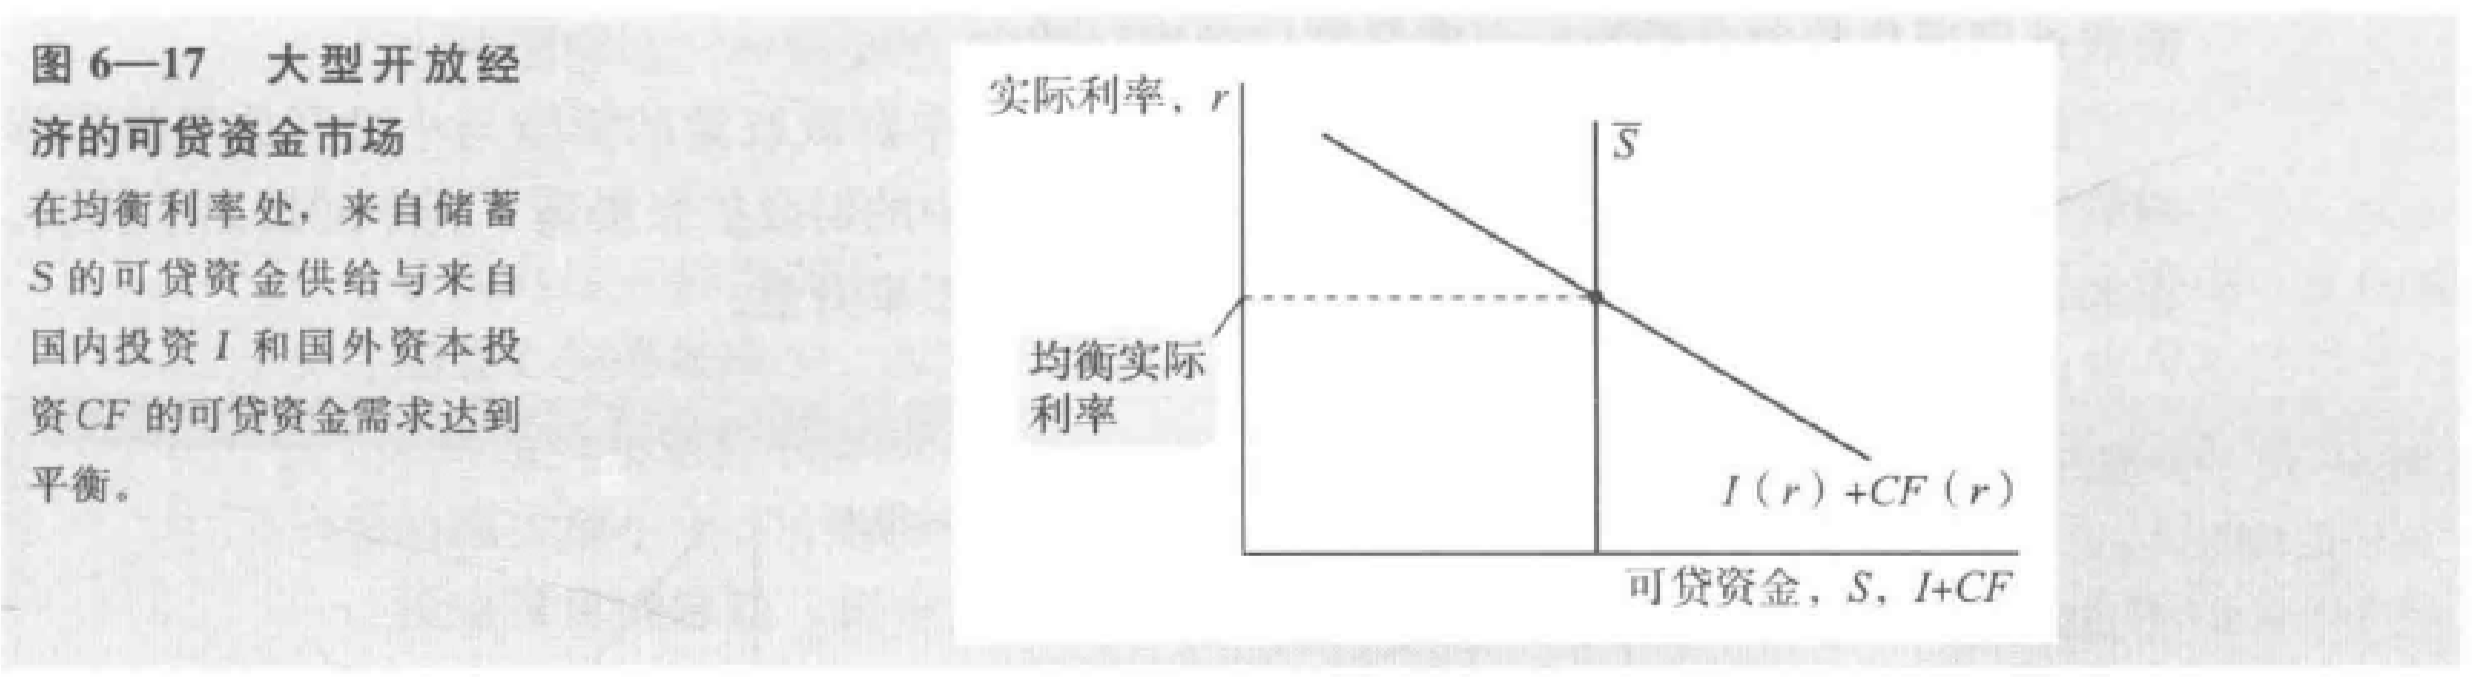 图 6—17 大型开放经
济的可贷资金市场
在均衡利率处，来自储蓄
S 的可贷资金供给与来自
国内投资 I 和国外资本投
资 CF 的可贷资金需求达到
平衡。
实际利率，r
S̅
均衡实际
利率
I（r）+CF（r）
可贷资金，S，I+CF